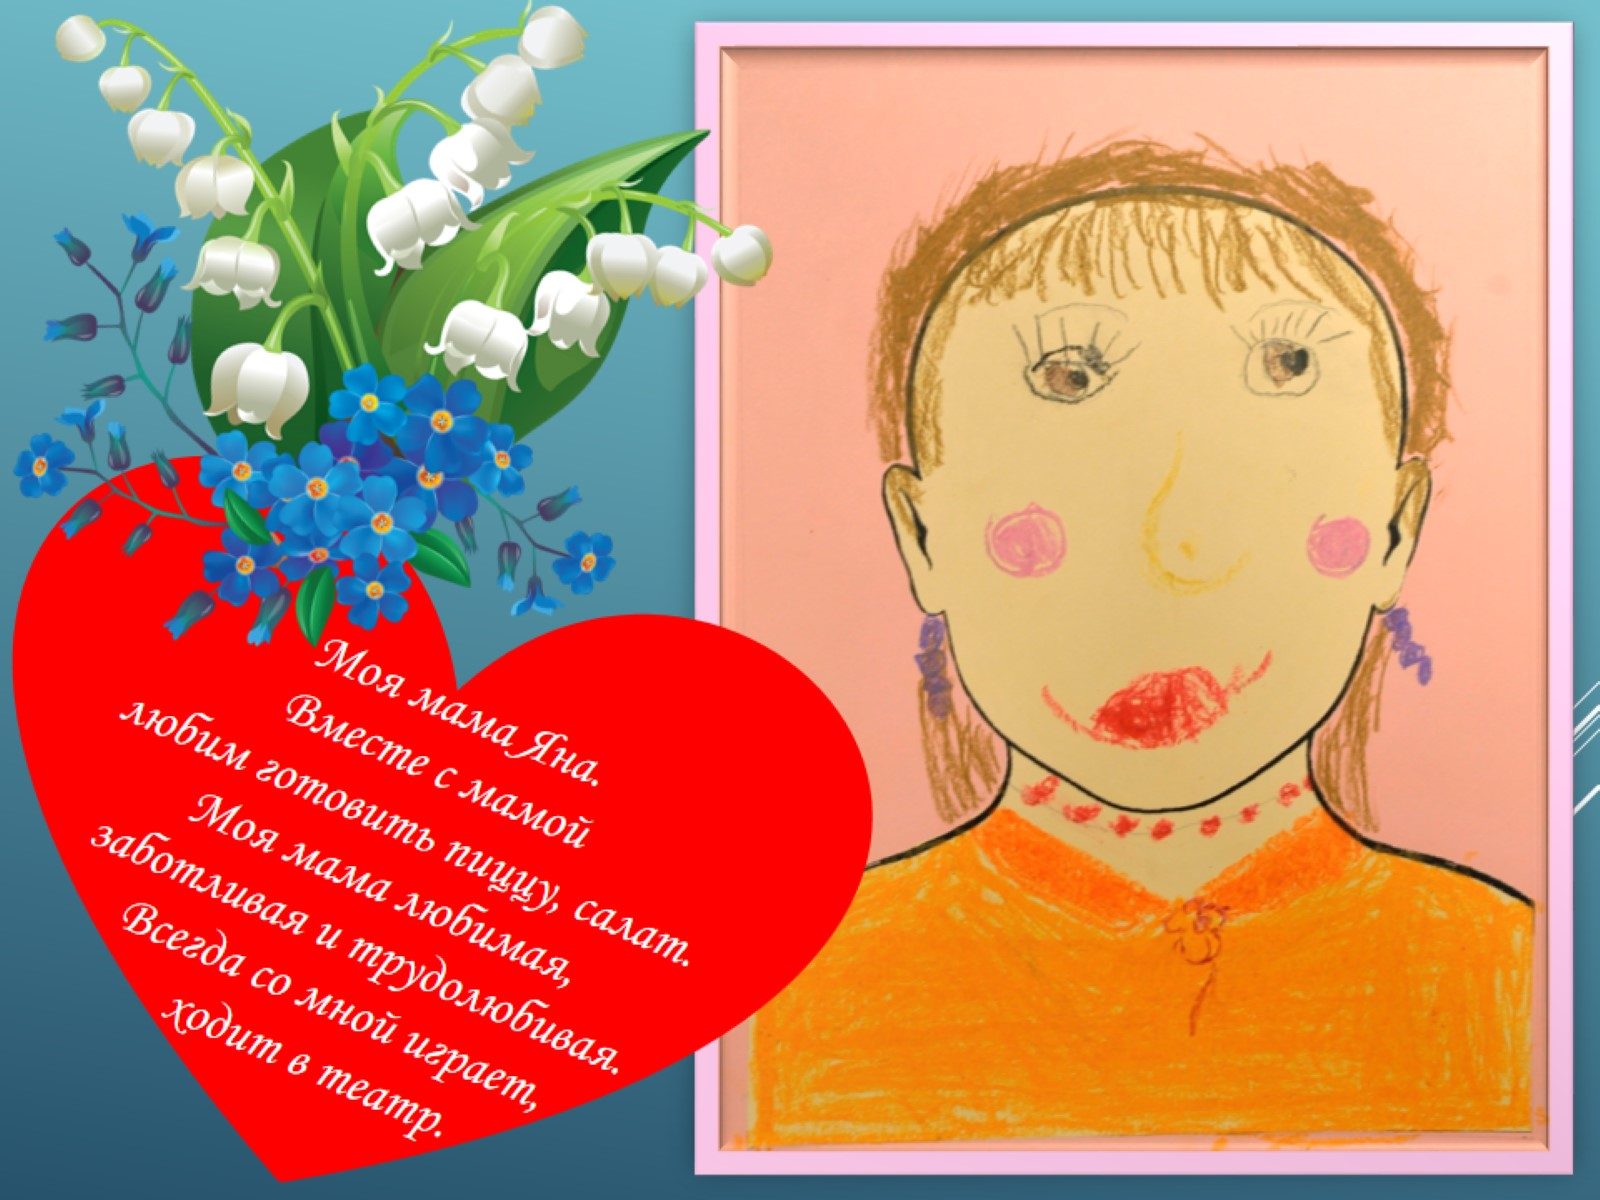 Моя мама Яна.
Вместе с мамой
любим готовить пиццу, салат.
Моя мама любимая,
заботливая и трудолюбивая.
Всегда со мной играет,
ходит в театр.